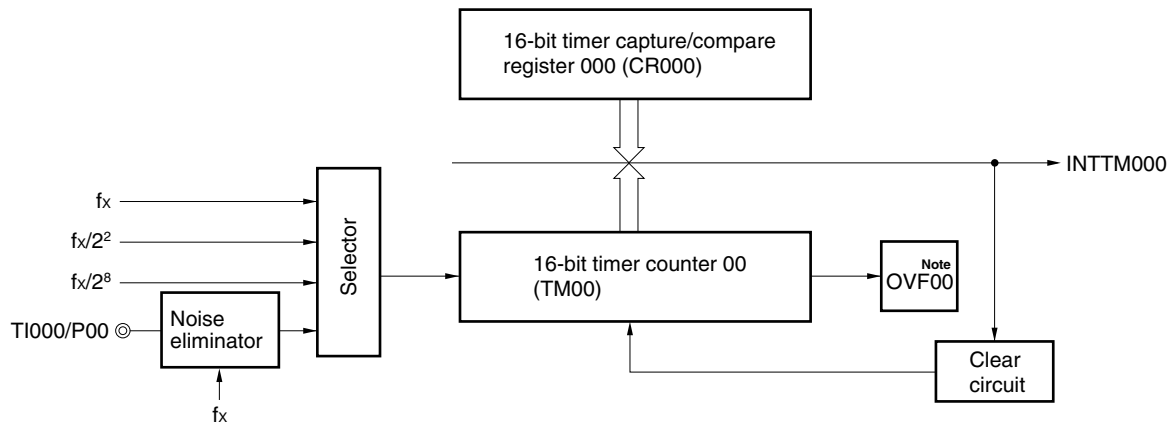 16-bit timer capture/compare
register 000 (CR000)
INTTM000
fX
fX/2²
fX/2⁸
TI000/P00
Noise
eliminator
fX
Selector
16-bit timer counter 00
(TM00)
Note
OVF00
Clear
circuit